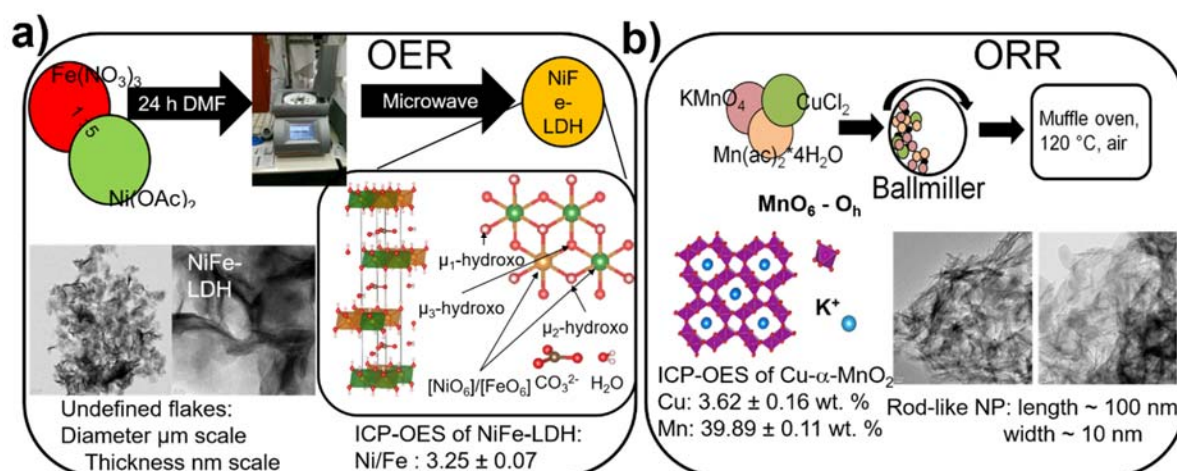 a)
OER
Fe(NO₃)₃
1
5
Ni(OAc)₂
24 h DMF
Microwave
NiF
e-
LDH
NiFe-
LDH
μ₁-hydroxo
μ₃-hydroxo
μ₂-hydroxo
[NiO₆]/[FeO₆] CO₃²⁻ H₂O
Undefined flakes:
Diameter μm scale
Thickness nm scale
ICP-OES of NiFe-LDH:
Ni/Fe : 3.25 ± 0.07
b)
ORR
KMnO₄
CuCl₂
Mn(ac)₂*4H₂O
Ballmiller
Muffle oven,
120 °C, air
MnO₆ - Oₕ
K⁺
ICP-OES of Cu-α-MnO₂
Cu: 3.62 ± 0.16 wt. %
Mn: 39.89 ± 0.11 wt. %
Rod-like NP: length ~ 100 nm
width ~ 10 nm